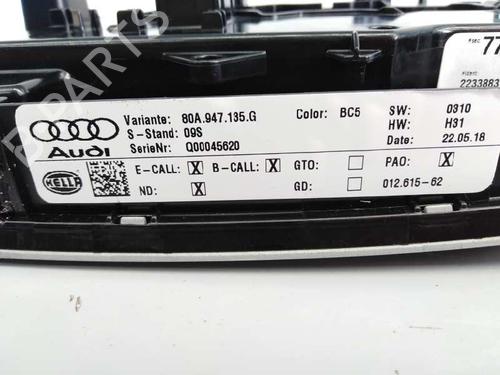 Variante: 80A.947.135.G Color: BC5 SW: 0310
S-Stand: 09S HW: H31
SerieNr: Q00045620 Date: 22.05.18
Audi
E-CALL: X B-CALL: X GTO: PAO: X
ND: X GD: 012.615-62
HELLA
77
2233883
B-PARTS